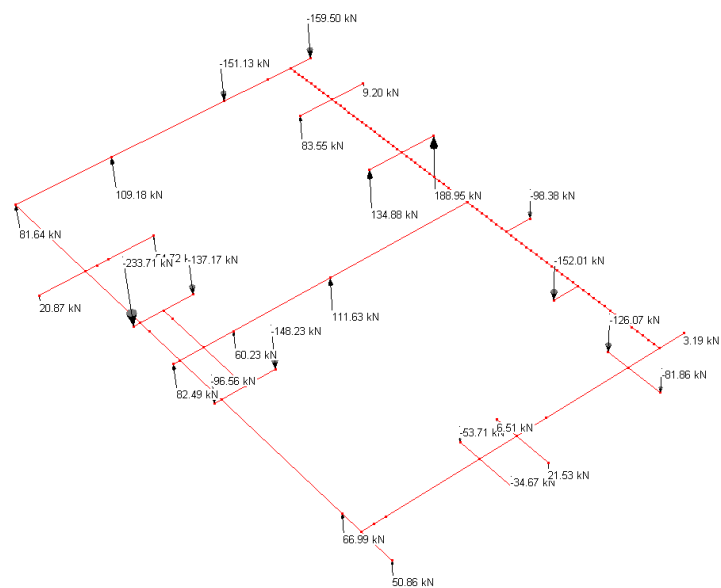 -159.50 kN
-151.13 kN
9.20 kN
83.55 kN
109.18 kN
188.95 kN
134.88 kN
81.64 kN
-98.38 kN
-233.71 kN
-137.17 kN
-152.01 kN
20.87 kN
111.63 kN
-126.07 kN
-148.23 kN
3.19 kN
60.23 kN
-96.56 kN
-81.86 kN
82.49 kN
6.51 kN
-53.71 kN
21.53 kN
-34.67 kN
66.99 kN
50.86 kN